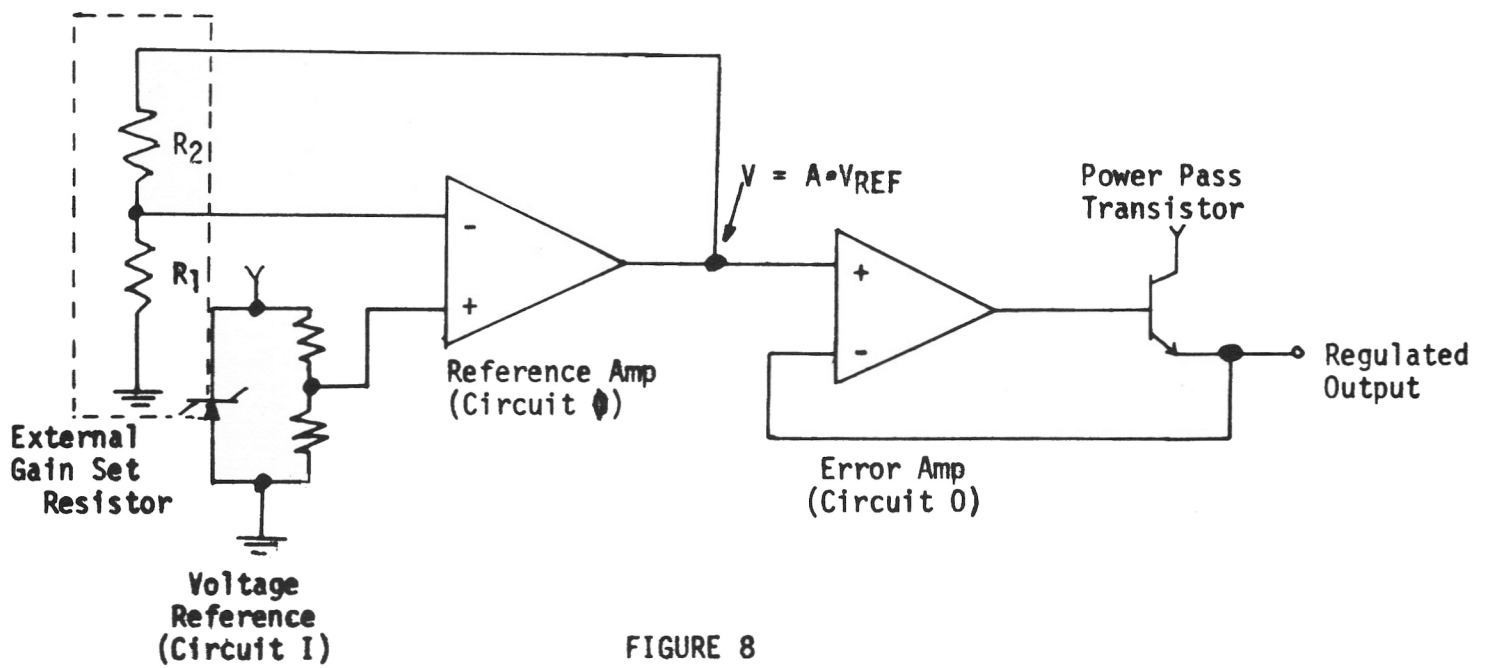 R2
R1
V = A•VREF
Power Pass
Transistor
-
+
+
-
Reference Amp
(Circuit )
Regulated
Output
Error Amp
(Circuit O)
External
Gain Set
Resistor
Voltage
Reference
(Circuit I)
FIGURE 8